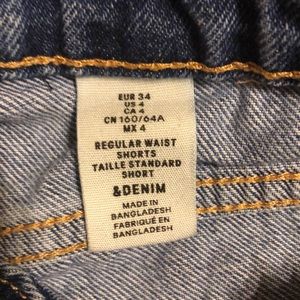 EUR 34
US 4
CA 4
CN 160/64A
MX 4
REGULAR WAIST
SHORTS
TAILLE STANDARD
SHORT
&DENIM
MADE IN
BANGLADESH
FABRIQUÉ EN
BANGLADESH